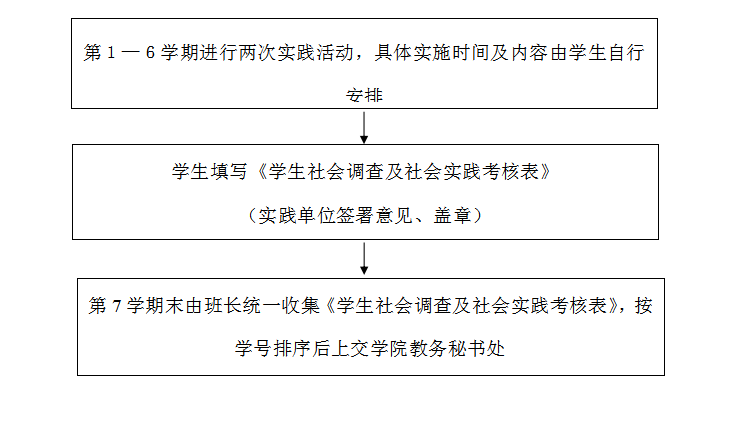 第１—６学期进行两次实践活动，具体实施时间及内容由学生自行
安排
学生填写《学生社会调查及社会实践考核表》
（实践单位签署意见、盖章）
第 7 学期末由班长统一收集《学生社会调查及社会实践考核表》，按
学号排序后上交学院教务秘书处